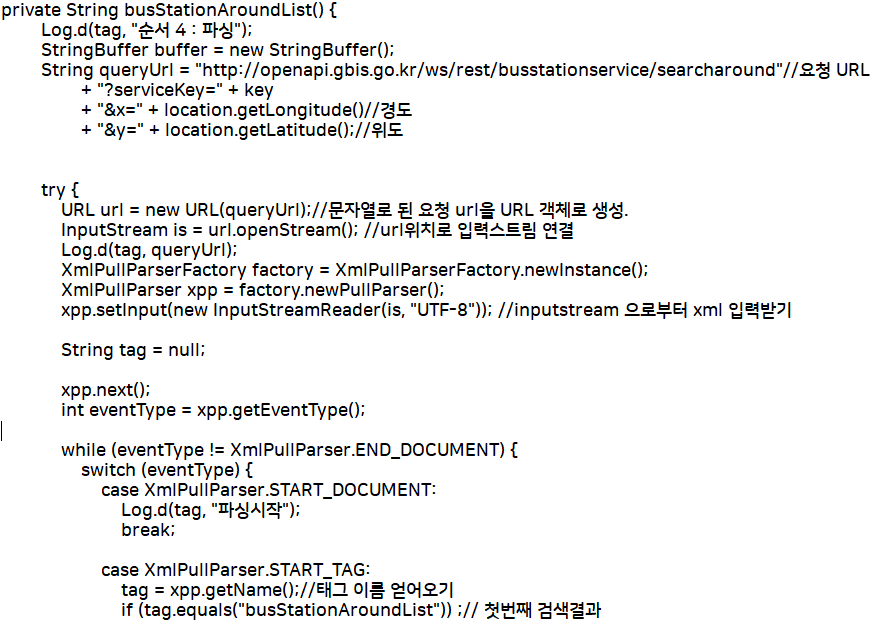 private String busStationAroundList() {
Log.d(tag, "순서 4 : 파싱");
StringBuffer buffer = new StringBuffer();
String queryUrl = "http://openapi.gbis.go.kr/ws/rest/busstationservice/searcharound"//요청 URL
+ "?serviceKey=" + key
+ "&x=" + location.getLongitude()//경도
+ "&y=" + location.getLatitude();//위도
try {
URL url = new URL(queryUrl);//문자열로 된 요청 url을 URL 객체로 생성.
InputStream is = url.openStream(); //url위치로 입력스트림 연결
Log.d(tag, queryUrl);
XmlPullParserFactory factory = XmlPullParserFactory.newInstance();
XmlPullParser xpp = factory.newPullParser();
xpp.setInput(new InputStreamReader(is, "UTF-8")); //inputstream 으로부터 xml 입력받기
String tag = null;
xpp.next();
int eventType = xpp.getEventType();
while (eventType != XmlPullParser.END_DOCUMENT) {
switch (eventType) {
case XmlPullParser.START_DOCUMENT:
Log.d(tag, "파싱시작");
break;
case XmlPullParser.START_TAG:
tag = xpp.getName();//태그 이름 얻어오기
if (tag.equals("busStationAroundList")) ;// 첫번째 검색결과